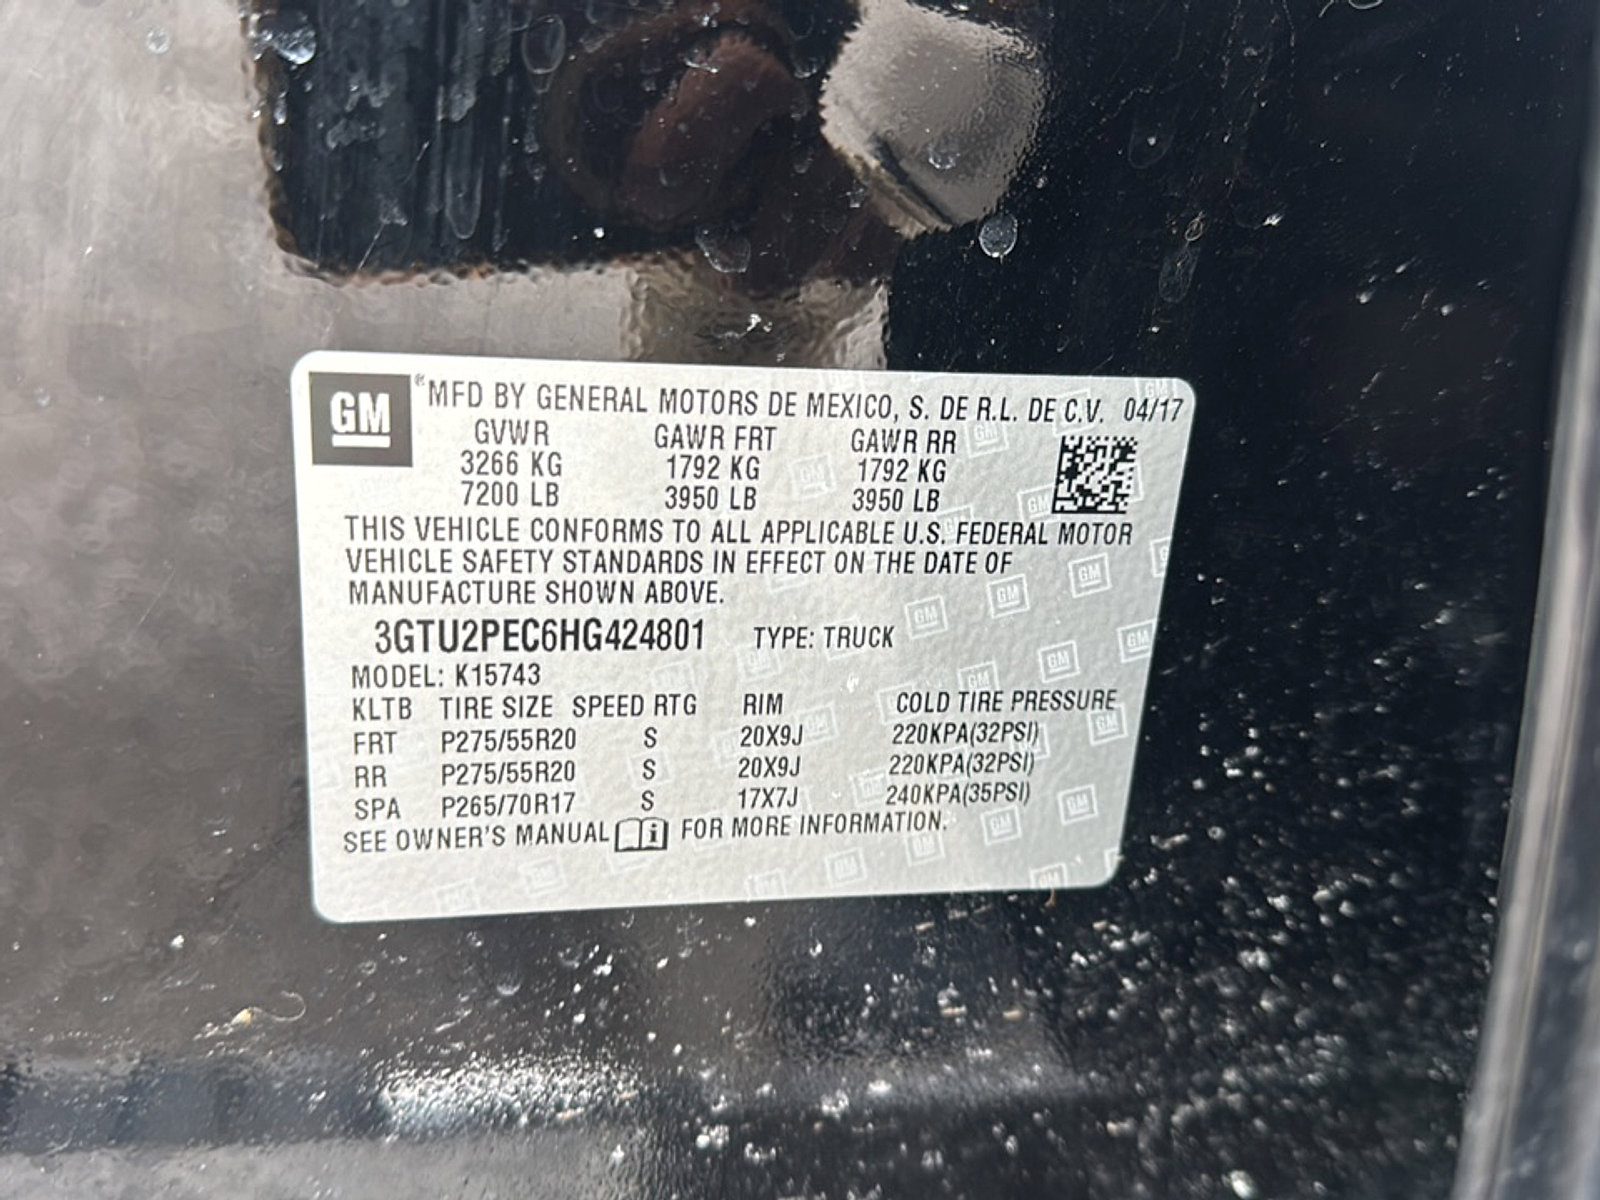 GM ® MFD BY GENERAL MOTORS DE MEXICO, S. DE R.L. DE C.V. 04/17
GVWR GAWR FRT GAWR RR
3266 KG 1792 KG 1792 KG
7200 LB 3950 LB 3950 LB
THIS VEHICLE CONFORMS TO ALL APPLICABLE U.S. FEDERAL MOTOR
VEHICLE SAFETY STANDARDS IN EFFECT ON THE DATE OF
MANUFACTURE SHOWN ABOVE.
3GTU2PEC6HG424801 TYPE: TRUCK
MODEL: K15743
KLTB TIRE SIZE SPEED RTG RIM COLD TIRE PRESSURE
FRT P275/55R20 S 20X9J 220KPA(32PSI)
RR P275/55R20 S 20X9J 220KPA(32PSI)
SPA P265/70R17 S 17X7J 240KPA(35PSI)
SEE OWNER'S MANUAL FOR MORE INFORMATION.